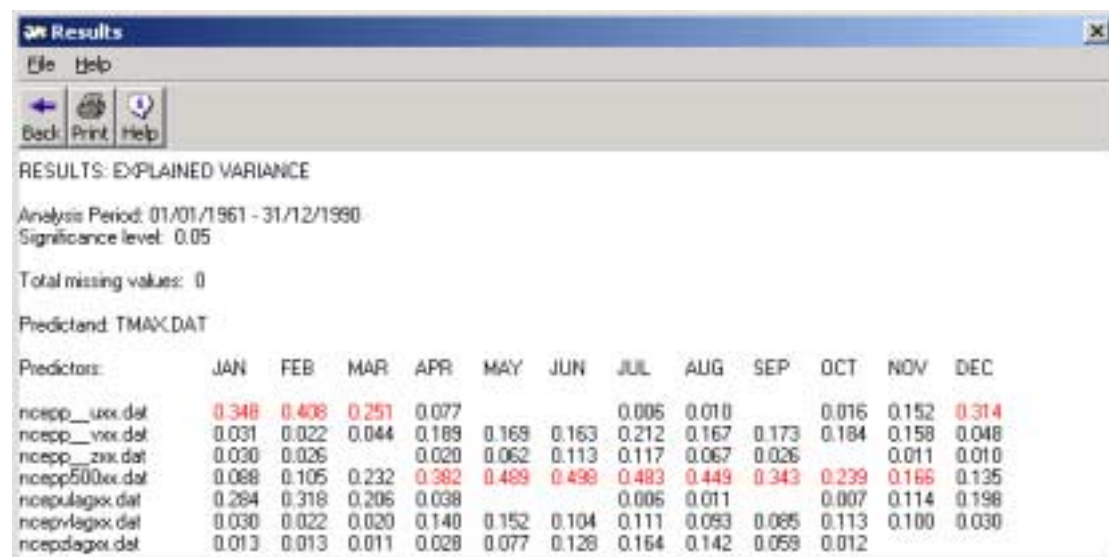 Results
File Help
Back Print Help
RESULTS: EXPLAINED VARIANCE
Analysis Period: 01/01/1961 - 31/12/1990
Significance level: 0.05
Total missing values: 0
Predictand: TMAX.DAT
Predictors: JAN FEB MAR APR MAY JUN JUL AUG SEP OCT NOV DEC
ncepp__uxx.dat 0.348 0.408 0.251 0.077 0.006 0.010 0.016 0.152 0.314
ncepp__vxx.dat 0.031 0.022 0.044 0.189 0.169 0.163 0.212 0.167 0.173 0.184 0.158 0.048
ncepp__zxx.dat 0.030 0.026 0.020 0.062 0.113 0.117 0.067 0.026 0.011 0.010
ncepp500xx.dat 0.088 0.105 0.232 0.382 0.489 0.498 0.483 0.449 0.343 0.239 0.166 0.135
ncepulagxx.dat 0.284 0.318 0.206 0.038 0.006 0.011 0.007 0.114 0.198
ncepvlagxx.dat 0.030 0.022 0.020 0.140 0.152 0.104 0.111 0.093 0.085 0.113 0.100 0.030
ncepzlagxx.dat 0.013 0.013 0.011 0.028 0.077 0.128 0.164 0.142 0.059 0.012